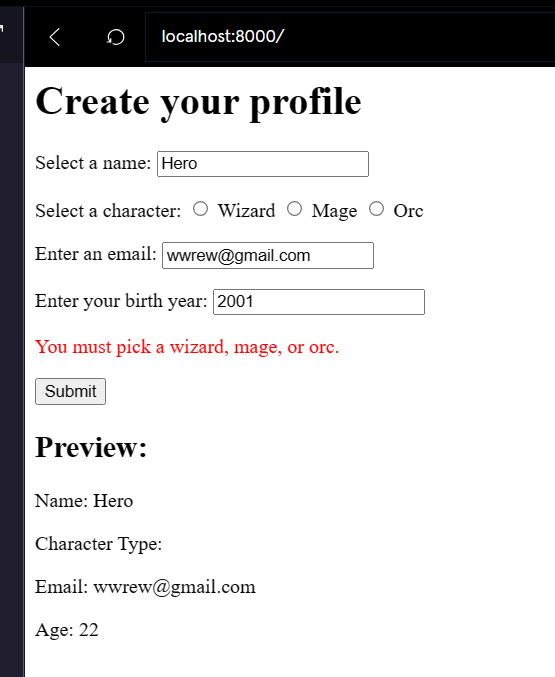 localhost:8000/
Create your profile
Select a name: Hero
Select a character: Wizard Mage Orc
Enter an email: wwrew@gmail.com
Enter your birth year: 2001
You must pick a wizard, mage, or orc.
Submit
Preview:
Name: Hero
Character Type:
Email: wwrew@gmail.com
Age: 22